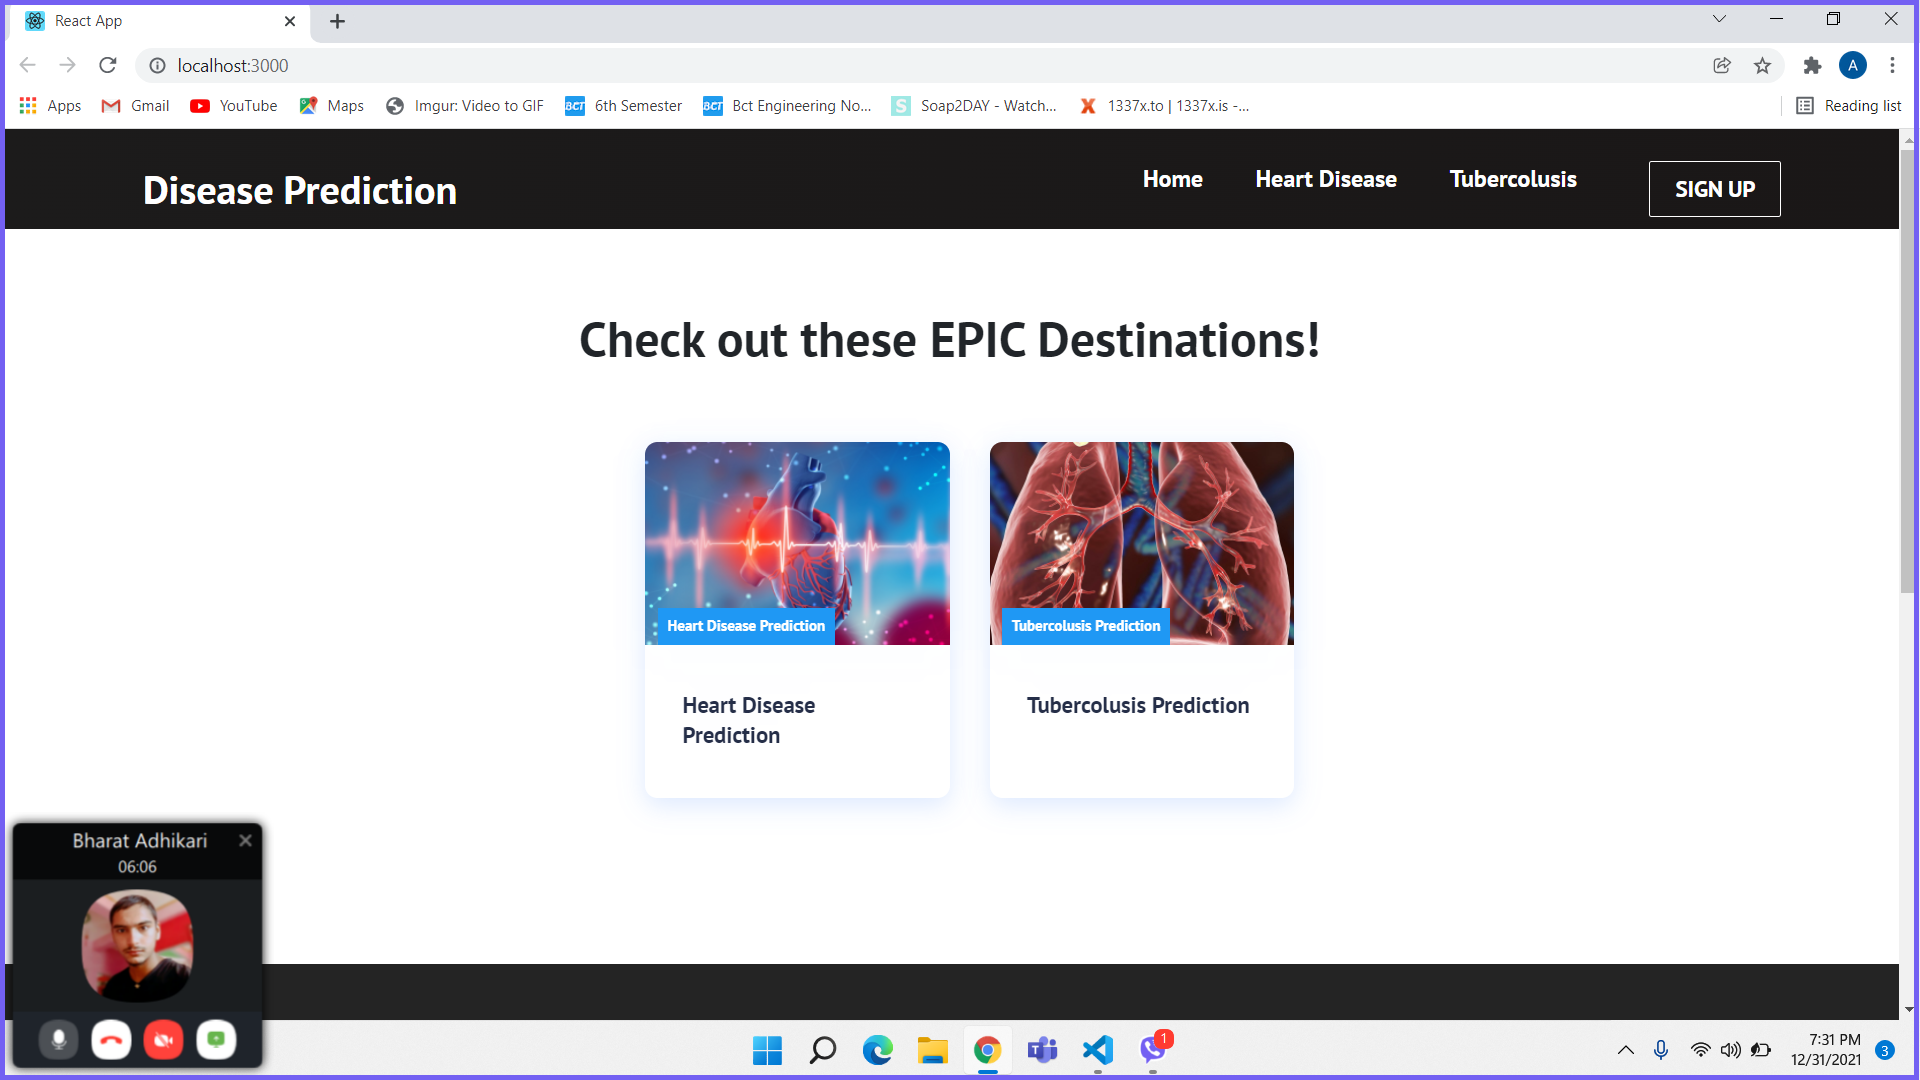 React App
localhost:3000
A
Apps
Gmail
YouTube
Maps
Imgur: Video to GIF
BCT
6th Semester
BCT
Bct Engineering No...
S
Soap2DAY - Watch...
X
1337x.to | 1337x.is -...
Reading list
Disease Prediction
Home
Heart Disease
Tubercolusis
SIGN UP
Check out these EPIC Destinations!
Heart Disease Prediction
Tubercolusis Prediction
Heart Disease
Prediction
Tubercolusis Prediction
Bharat Adhikari
06:06
1
7:31 PM
12/31/2021
3